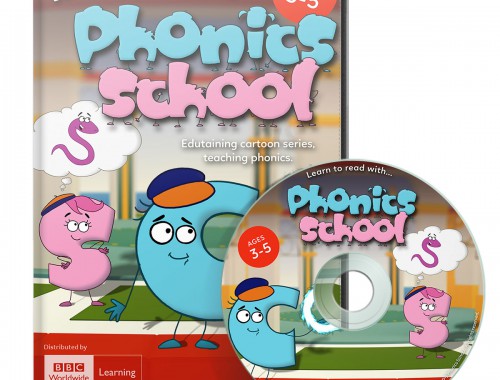 Phonics
School
Edutaining cartoon series,
teaching phonics.
Distributed by
BBC
Worldwide
Learning
Learn to read with...
Phonics
School
AGES
3-5